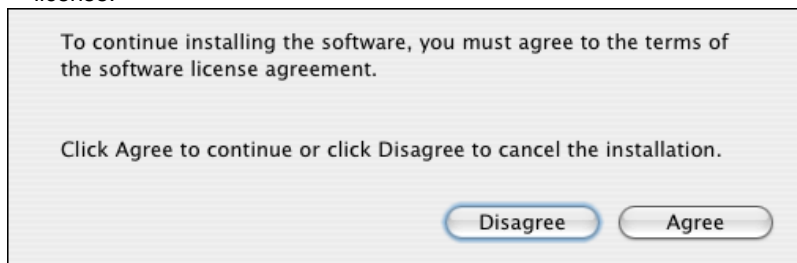 license.
To continue installing the software, you must agree to the terms of
the software license agreement.
Click Agree to continue or click Disagree to cancel the installation.
Disagree Agree